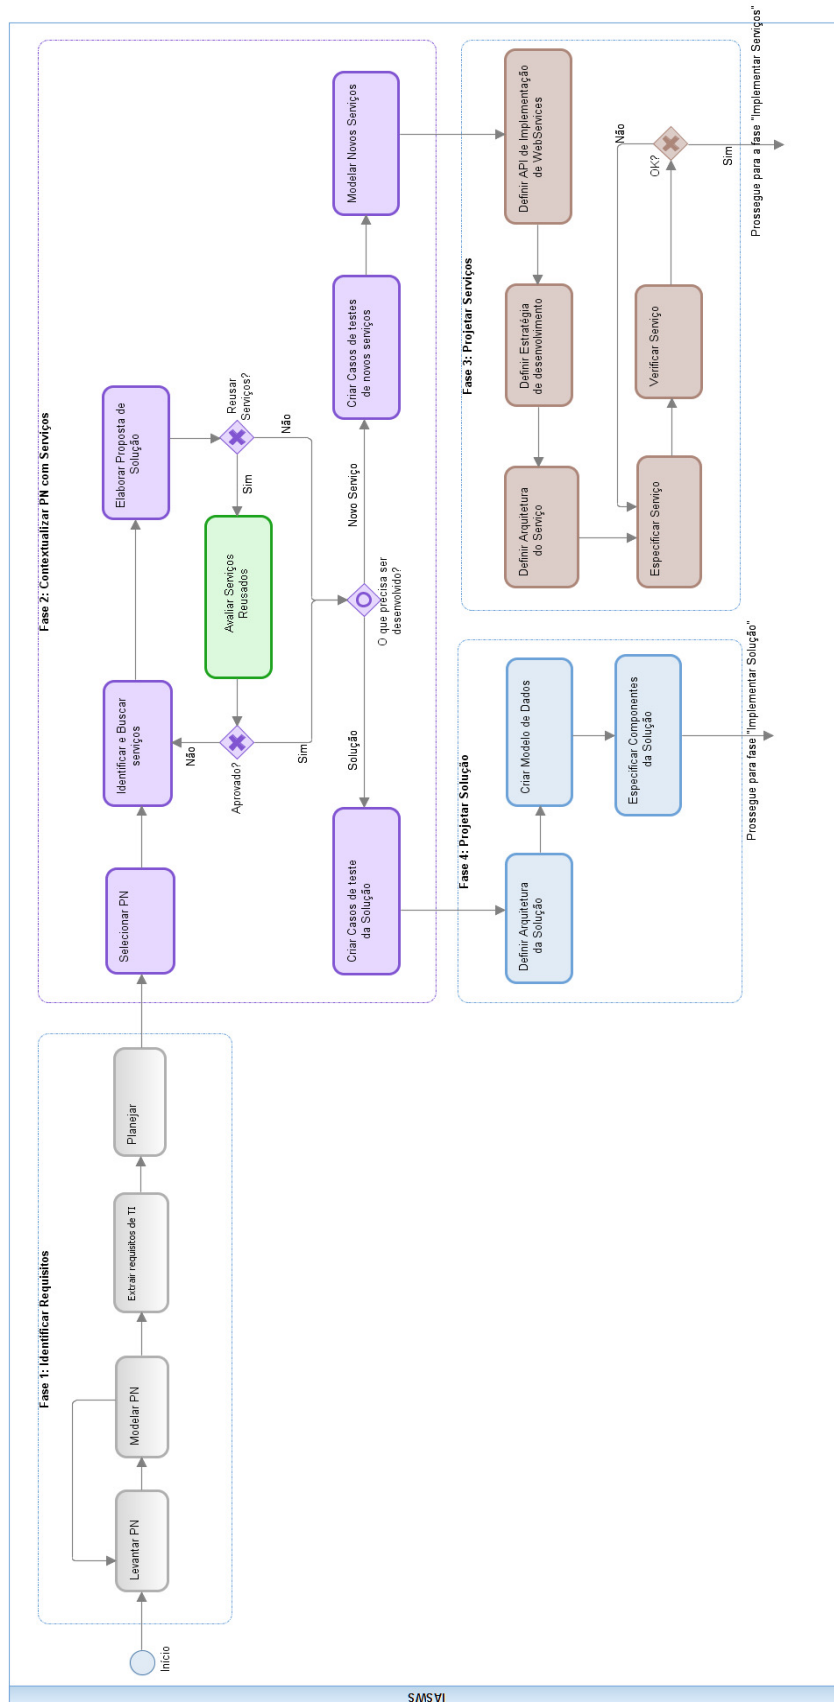 IASWS
Início
Fase 1: Identificar Requisitos
Levantar PN
Modelar PN
Extrair requisitos de TI
Planejar
Fase 2: Contextualizar PN com Serviços
Selecionar PN
Identificar e Buscar
serviços
Elaborar Proposta de
Solução
Reusar
Serviços?
Sim
Não
Avaliar Serviços
Reusados
Aprovado?
Não
Sim
O que precisa ser
desenvolvido?
Solução
Novo Serviço
Criar Casos de teste
da Solução
Criar Casos de testes
de novos serviços
Modelar Novos Serviços
Fase 3: Projetar Serviços
Definir API de Implementação
de WebServices
Definir Estratégia
de desenvolvimento
Definir Arquitetura
do Serviço
Especificar Serviço
Verificar Serviço
OK?
Não
Sim
Prossegue para a fase "Implementar Serviços"
Fase 4: Projetar Solução
Definir Arquitetura
da Solução
Criar Modelo de Dados
Especificar Componentes
da Solução
Prossegue para fase "Implementar Solução"